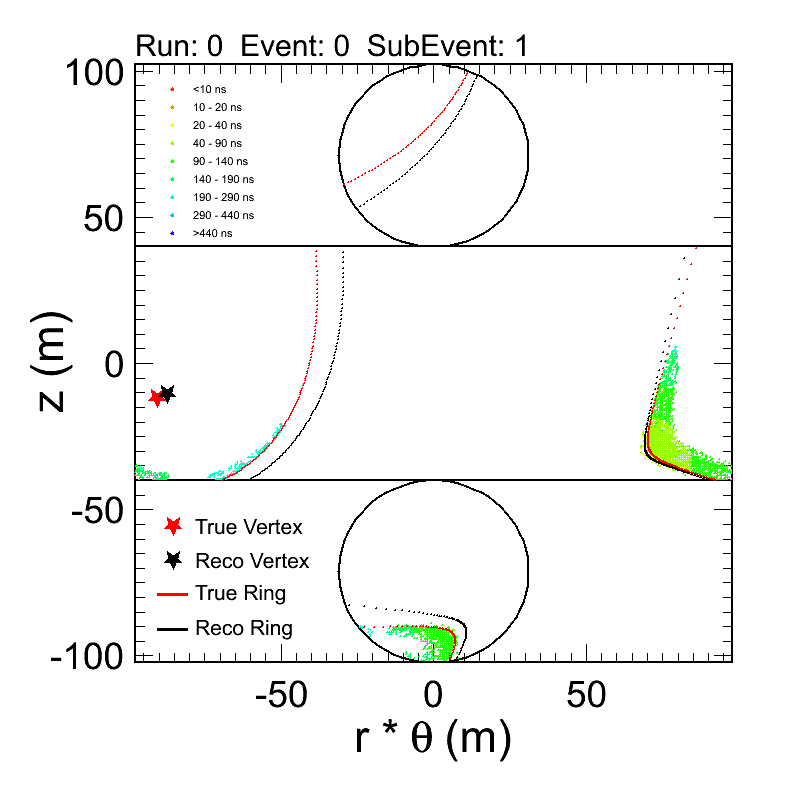 Run: 0 Event: 0 SubEvent: 1
100
<10 ns
10 - 20 ns
20 - 40 ns
40 - 90 ns
90 - 140 ns
140 - 190 ns
190 - 290 ns
290 - 440 ns
>440 ns
50
0
z (m)
-50
True Vertex
Reco Vertex
True Ring
Reco Ring
-100
-50 0 50
r * θ (m)